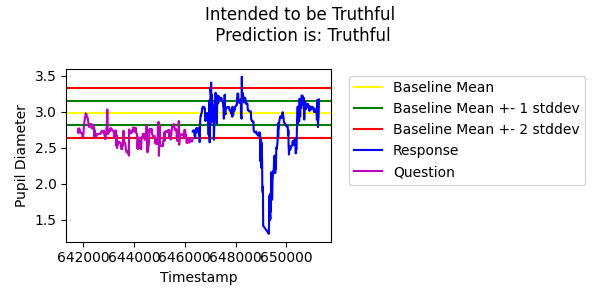 Intended to be Truthful
Prediction is: Truthful
3.5
3.0
2.5
2.0
1.5
Pupil Diameter
642000 644000 646000 648000 650000
Timestamp
Baseline Mean
Baseline Mean +- 1 stddev
Baseline Mean +- 2 stddev
Response
Question